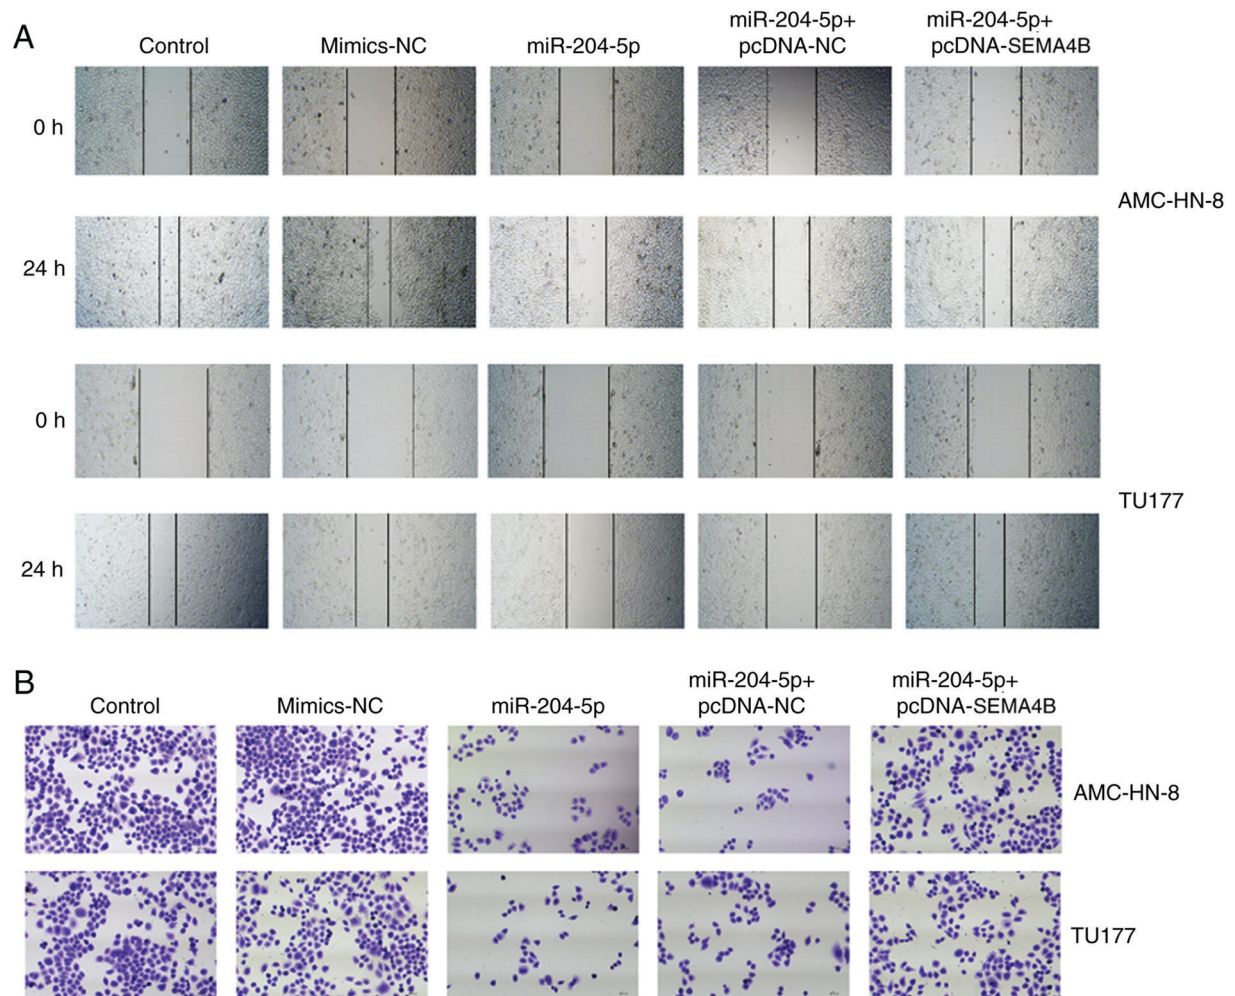 A
Control
Mimics-NC
miR-204-5p
miR-204-5p+
pcDNA-NC
miR-204-5p+
pcDNA-SEMA4B
0 h
AMC-HN-8
24 h
0 h
TU177
24 h
B
Control
Mimics-NC
miR-204-5p
miR-204-5p+
pcDNA-NC
miR-204-5p+
pcDNA-SEMA4B
AMC-HN-8
TU177